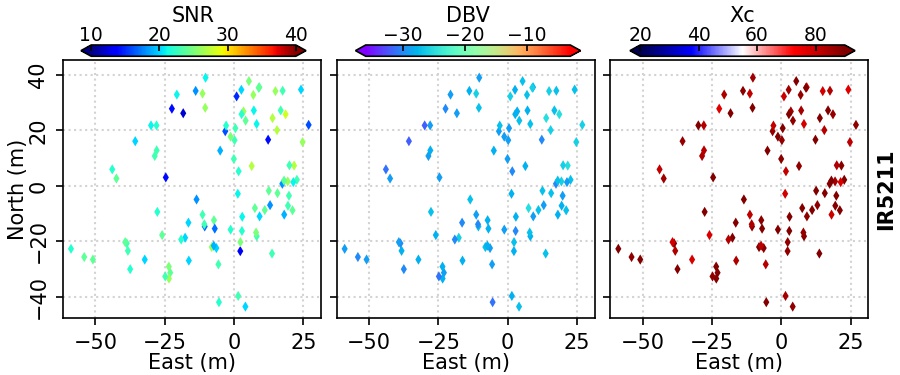 SNR DBV Xc
10 20 30 40 −30 −20 −10 20 40 60 80
40
20
0
−20
−40
North (m)
−50 −25 0 25 −50 −25 0 25 −50 −25 0 25
East (m) East (m) East (m)
IR5211